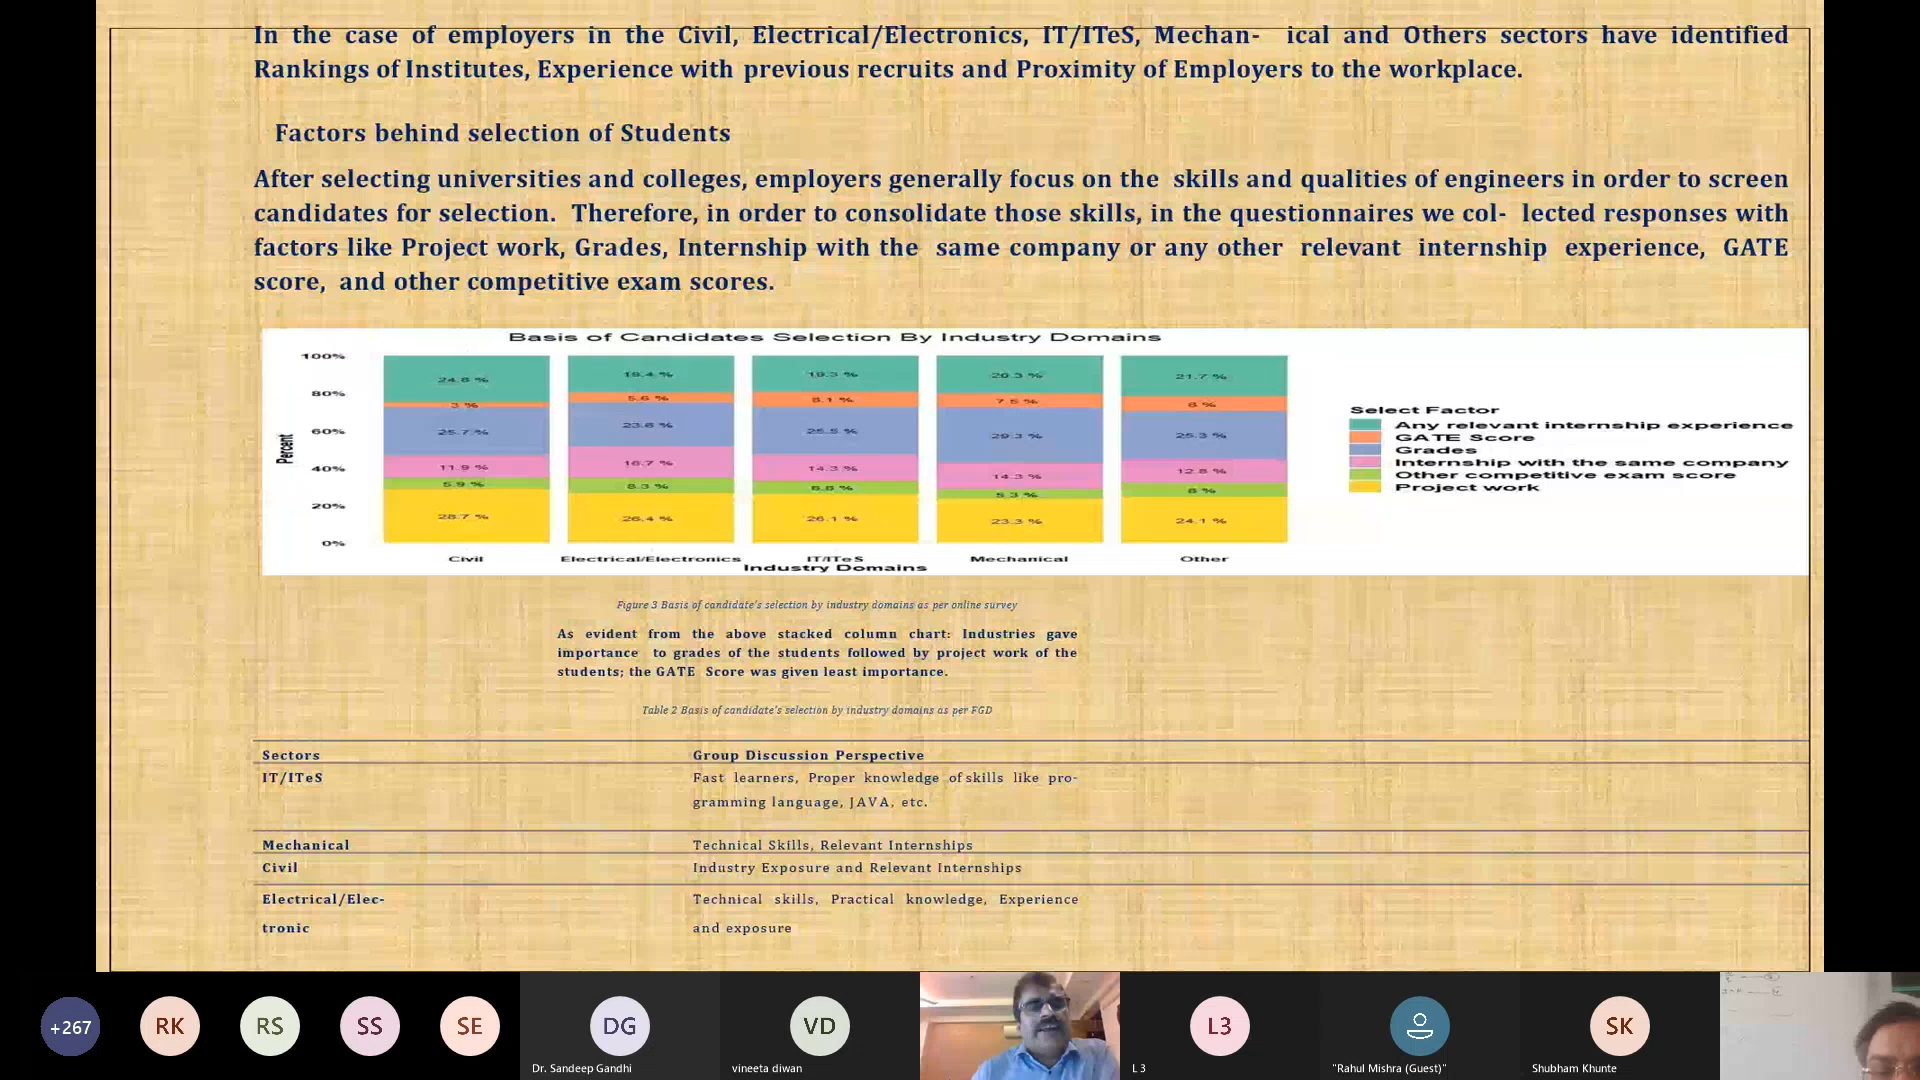 In the case of employers in the Civil, Electrical/Electronics, IT/ITeS, Mechan- ical and Others sectors have identified
Rankings of Institutes, Experience with previous recruits and Proximity of Employers to the workplace.
Factors behind selection of Students
After selecting universities and colleges, employers generally focus on the skills and qualities of engineers in order to screen
candidates for selection. Therefore, in order to consolidate those skills, in the questionnaires we col- lected responses with
factors like Project work, Grades, Internship with the same company or any other relevant internship experience, GATE
score, and other competitive exam scores.
Basis of Candidates Selection By Industry Domains
100%
80%
60%
40%
20%
0%
Percent
24.8 % 19.4 % 19.3 % 20.3 % 21.7 %
3 % 5.6 % 8.1 % 7.5 % 8 %
25.7 % 23.6 % 25.5 % 29.3 % 25.3 %
11.9 % 16.7 % 14.3 % 14.3 % 12.8 %
5.9 % 8.3 % 6.8 % 5.3 % 8 %
28.7 % 26.4 % 26.1 % 23.3 % 24.1 %
Civil Electrical/Electronics IT/ITeS Mechanical Other
Industry Domains
Select Factor
Any relevant internship experience
GATE Score
Grades
Internship with the same company
Other competitive exam score
Project work
Figure 3 Basis of candidate's selection by industry domains as per online survey
As evident from the above stacked column chart: Industries gave
importance to grades of the students followed by project work of the
students; the GATE Score was given least importance.
Table 2 Basis of candidate's selection by industry domains as per FGD
Sectors Group Discussion Perspective
IT/ITeS Fast learners, Proper knowledge of skills like pro-
gramming language, JAVA, etc.
Mechanical Technical Skills, Relevant Internships
Civil Industry Exposure and Relevant Internships
Electrical/Elec- Technical skills, Practical knowledge, Experience
tronic and exposure
+267 RK RS SS SE DG VD L3 SK
Dr. Sandeep Gandhi vineeta diwan L 3 "Rahul Mishra (Guest)" Shubham Khunte